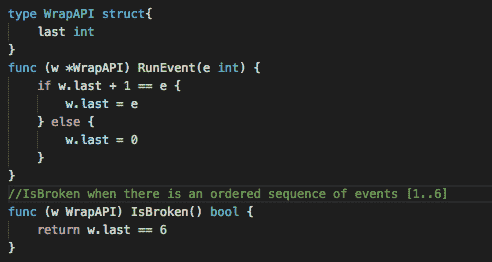 type WrapAPI struct{
    last int
}
func (w *WrapAPI) RunEvent(e int) {
    if w.last + 1 == e {
        w.last = e
    } else {
        w.last = 0
    }
}
//IsBroken when there is an ordered sequence of events [1..6]
func (w WrapAPI) IsBroken() bool {
    return w.last == 6
}